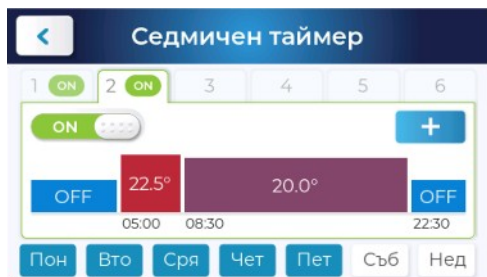 Седмичен таймер
1 ON 2 ON 3 4 5 6
ON +
OFF 22.5° 20.0° OFF
05:00 08:30 22:30
Пон Вто Сря Чет Пет Съб Нед